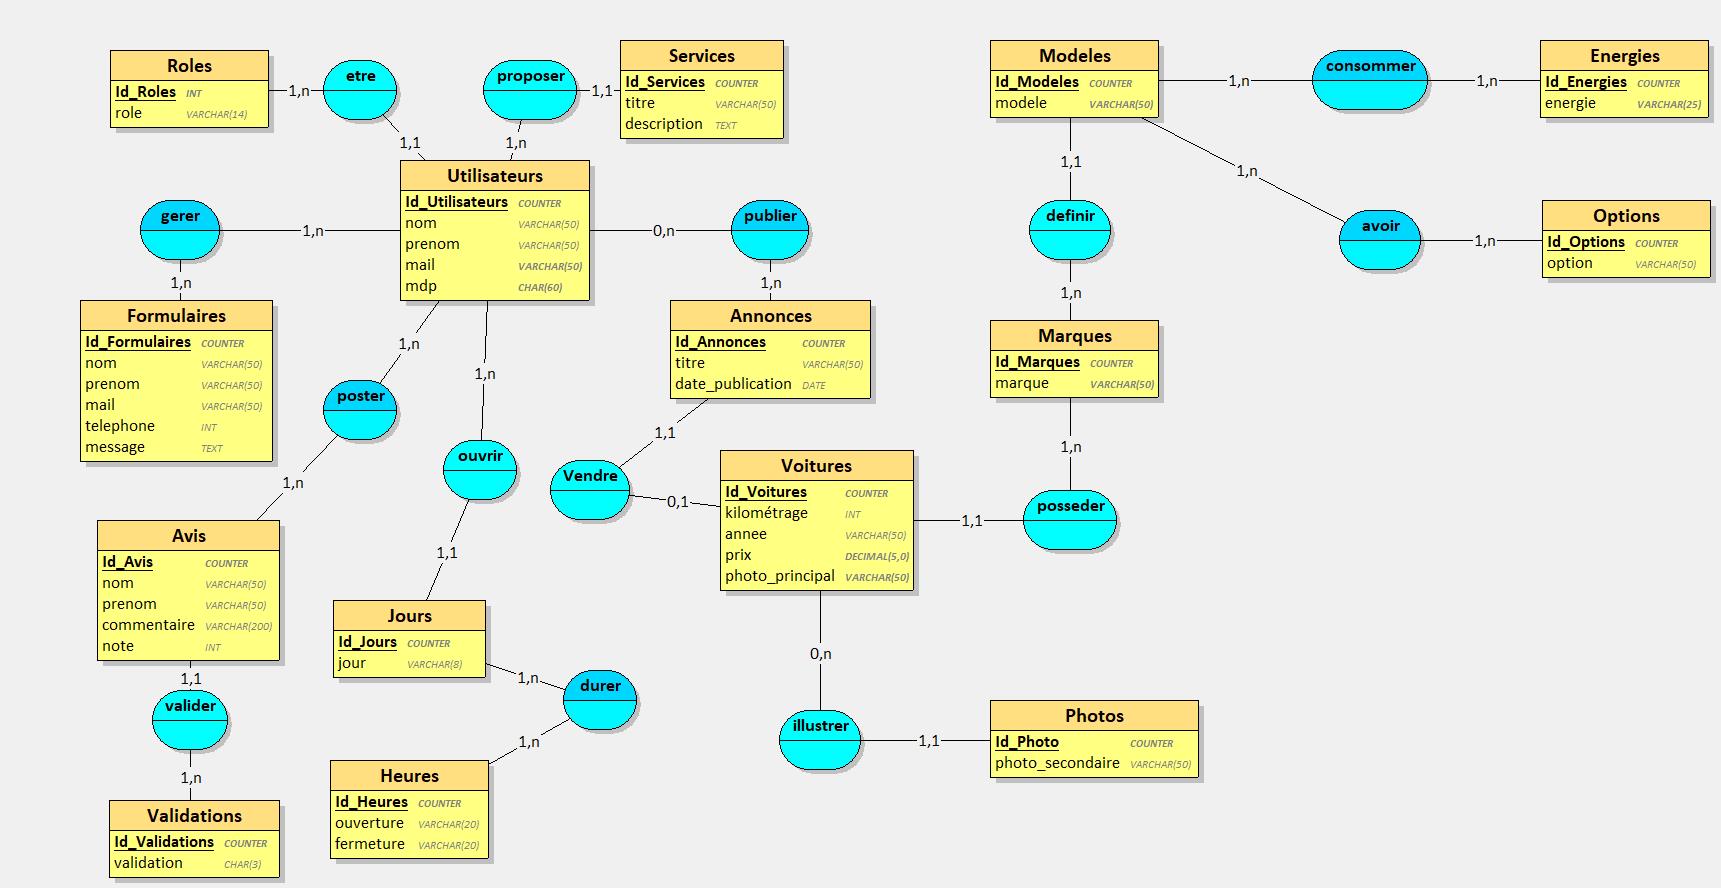 Roles
Id_Roles INT
role VARCHAR(14)
1,n
etre
1,1
proposer
1,1
1,n
Services
Id_Services COUNTER
titre VARCHAR(50)
description TEXT
Modeles
Id_Modeles COUNTER
modele VARCHAR(50)
1,n
consommer
1,n
Energies
Id_Energies COUNTER
energie VARCHAR(25)
Utilisateurs
Id_Utilisateurs COUNTER
nom VARCHAR(50)
prenom VARCHAR(50)
mail VARCHAR(50)
mdp CHAR(60)
gerer
1,n
1,n
0,n
publier
1,n
1,1
definir
1,n
1,n
avoir
1,n
Options
Id_Options COUNTER
option VARCHAR(50)
Formulaires
Id_Formulaires COUNTER
nom VARCHAR(50)
prenom VARCHAR(50)
mail VARCHAR(50)
telephone INT
message TEXT
1,n
poster
1,n
1,n
ouvrir
1,1
Annonces
Id_Annonces COUNTER
titre VARCHAR(50)
date_publication DATE
1,1
Vendre
0,1
Marques
Id_Marques COUNTER
marque VARCHAR(50)
1,n
posseder
1,1
Voitures
Id_Voitures COUNTER
kilométrage INT
annee VARCHAR(50)
prix DECIMAL(5,0)
photo_principal VARCHAR(50)
Avis
Id_Avis COUNTER
nom VARCHAR(50)
prenom VARCHAR(50)
commentaire VARCHAR(200)
note INT
1,1
valider
1,n
Jours
Id_Jours COUNTER
jour VARCHAR(8)
1,n
durer
1,n
0,n
illustrer
1,1
Photos
Id_Photo COUNTER
photo_secondaire VARCHAR(50)
Heures
Id_Heures COUNTER
ouverture VARCHAR(20)
fermeture VARCHAR(20)
Validations
Id_Validations COUNTER
validation CHAR(3)